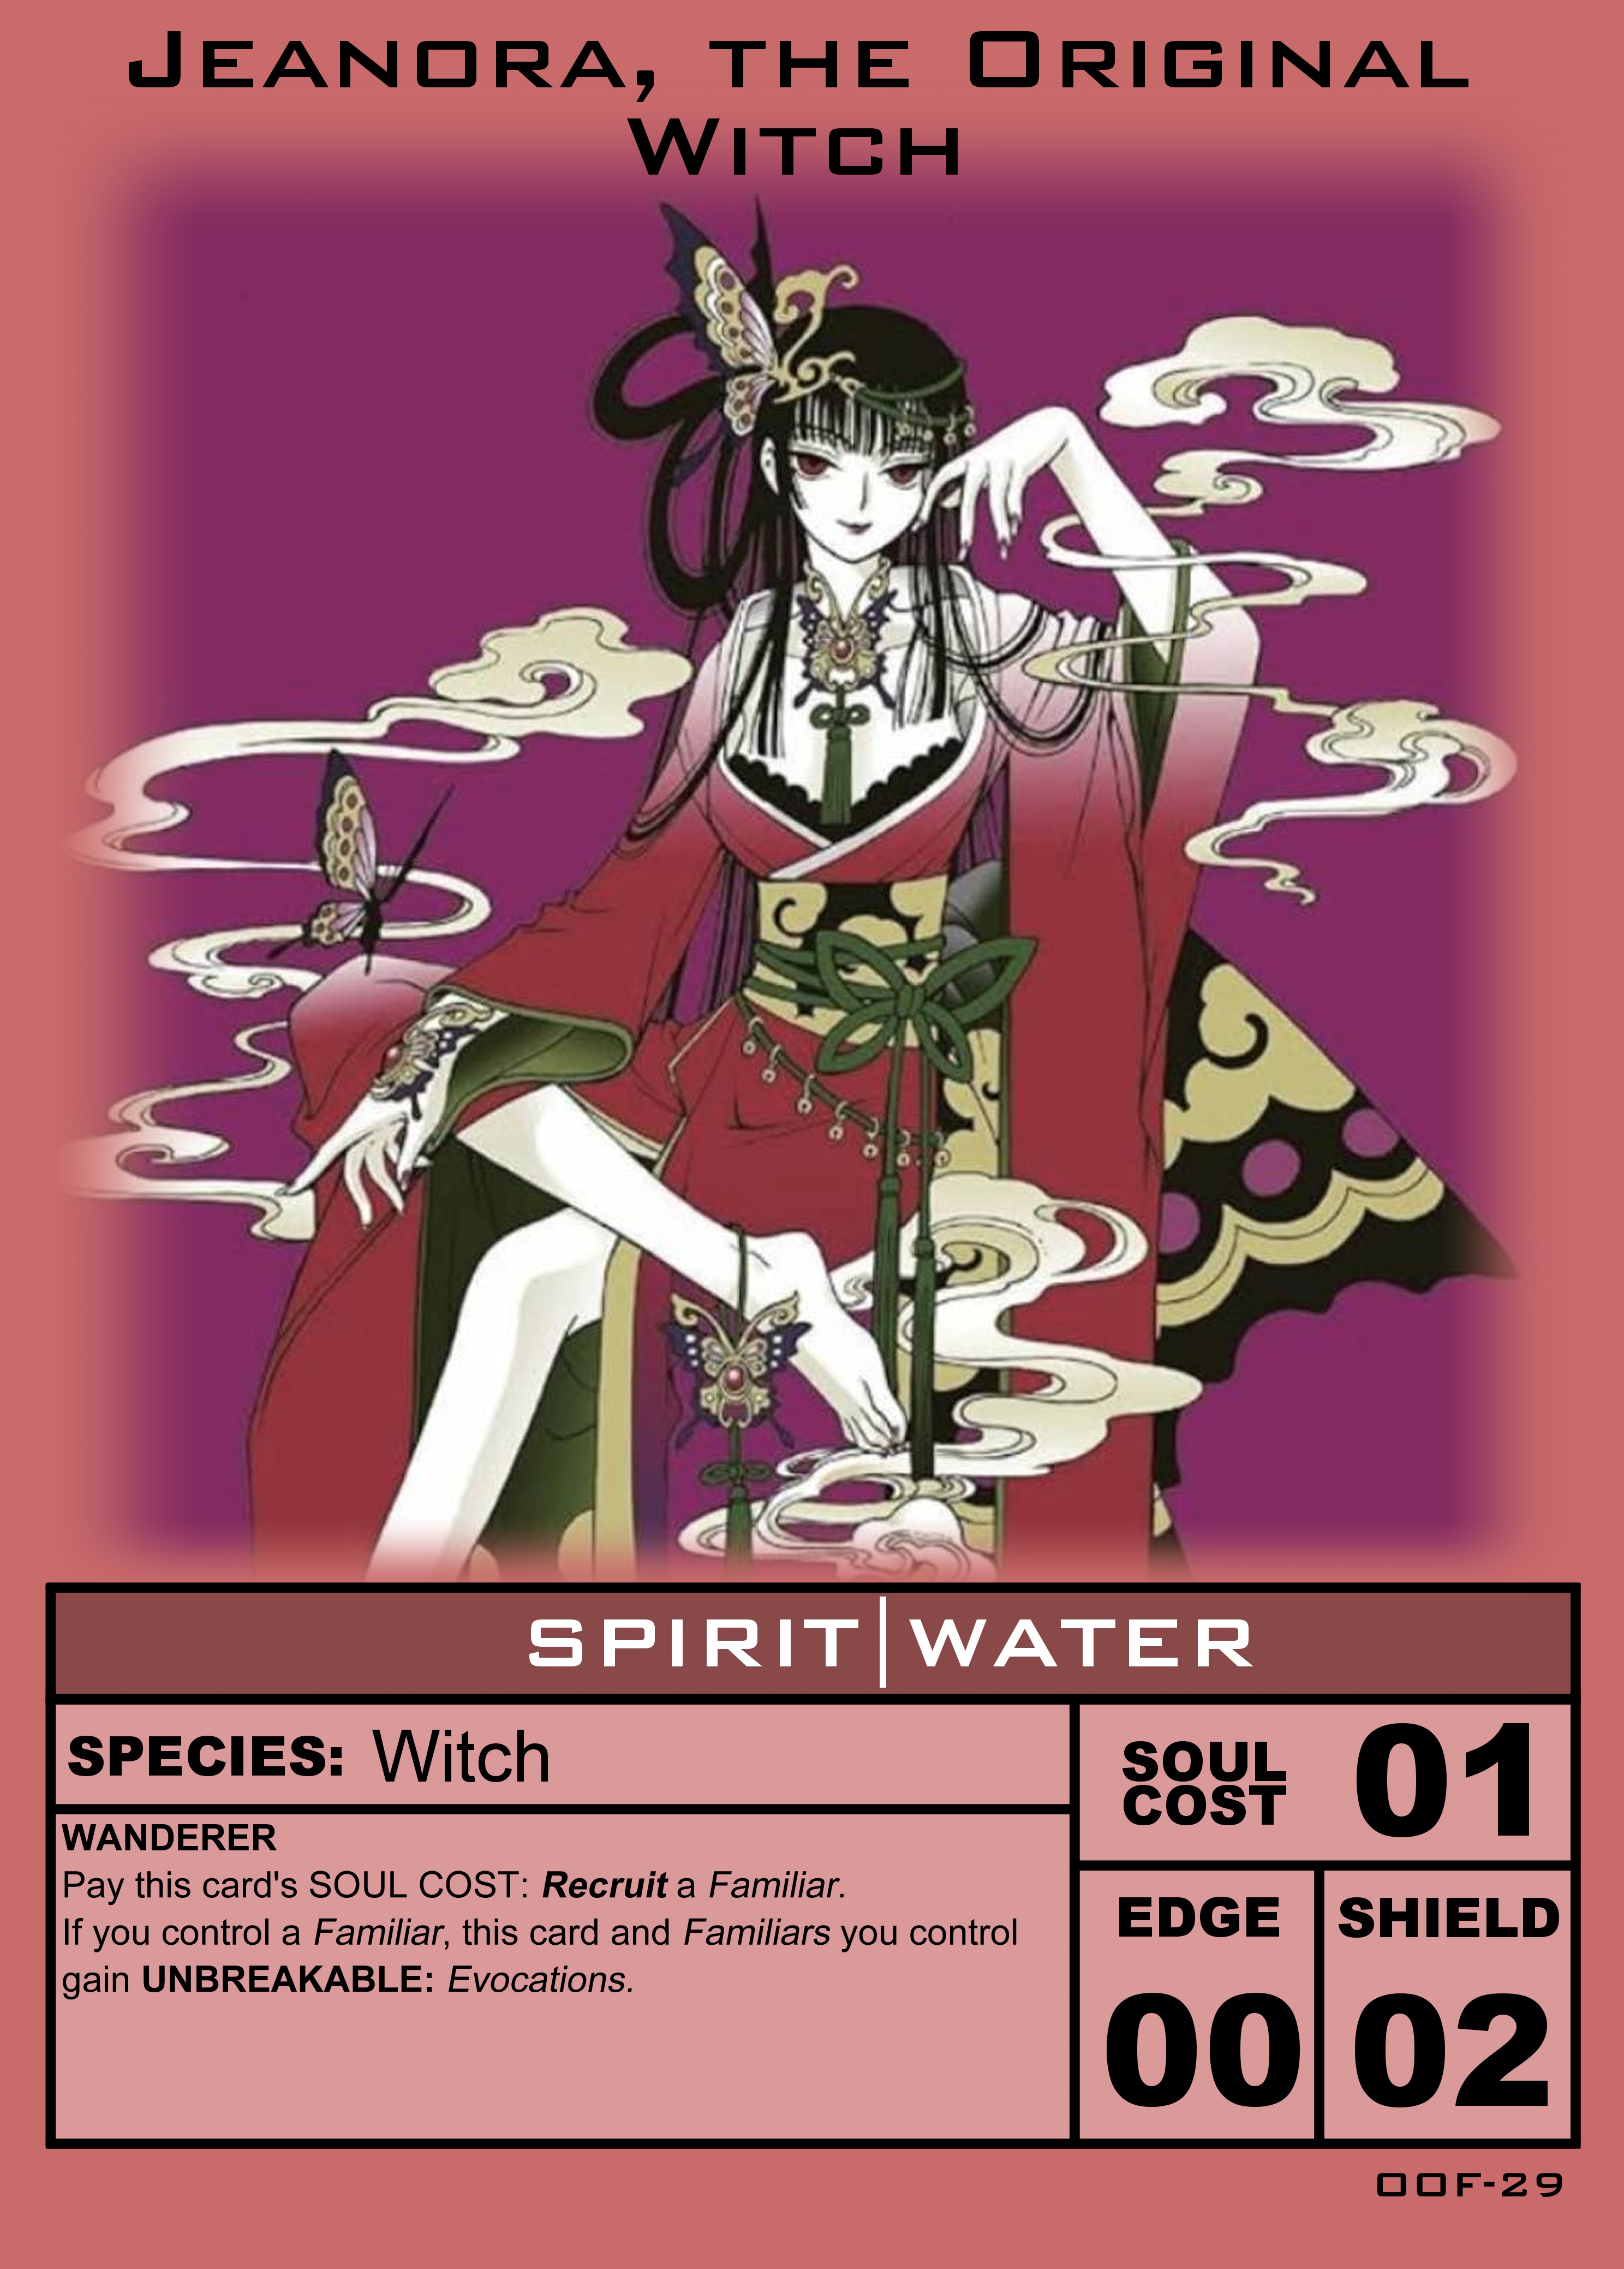 Jeanora, the Original
Witch
SPIRIT|WATER
SPECIES: Witch
SOUL
COST
01
WANDERER
Pay this card's SOUL COST: Recruit a Familiar.
If you control a Familiar, this card and Familiars you control
gain UNBREAKABLE: Evocations.
EDGE
00
SHIELD
02
OOF-29